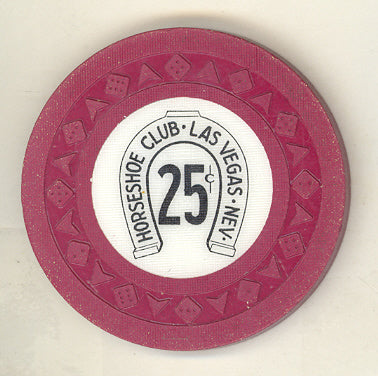 HORSESHOE CLUB · LAS VEGAS · NEV.
25¢